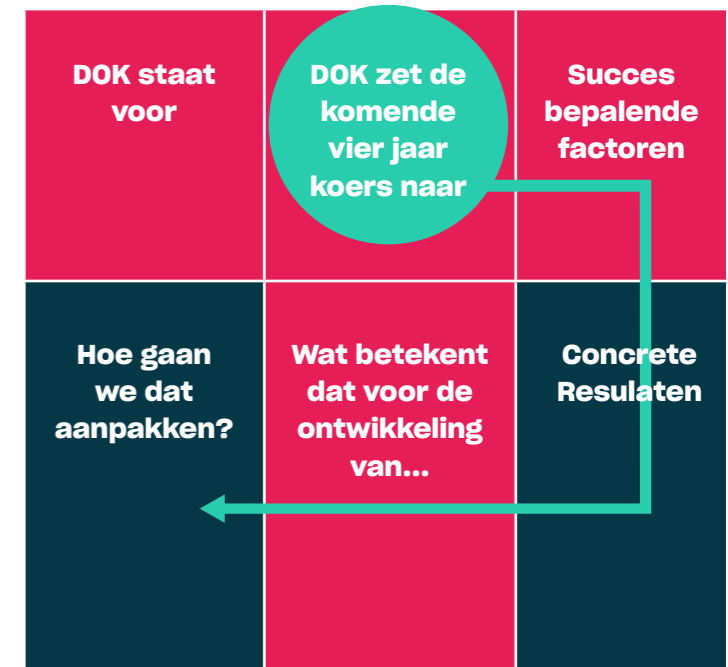 DOK staat
voor
DOK zet de
komende
vier jaar
koers naar
Succes
bepalende
factoren
Hoe gaan
we dat
aanpakken?
Wat betekent
dat voor de
ontwikkeling
van...
Concrete
Resulaten